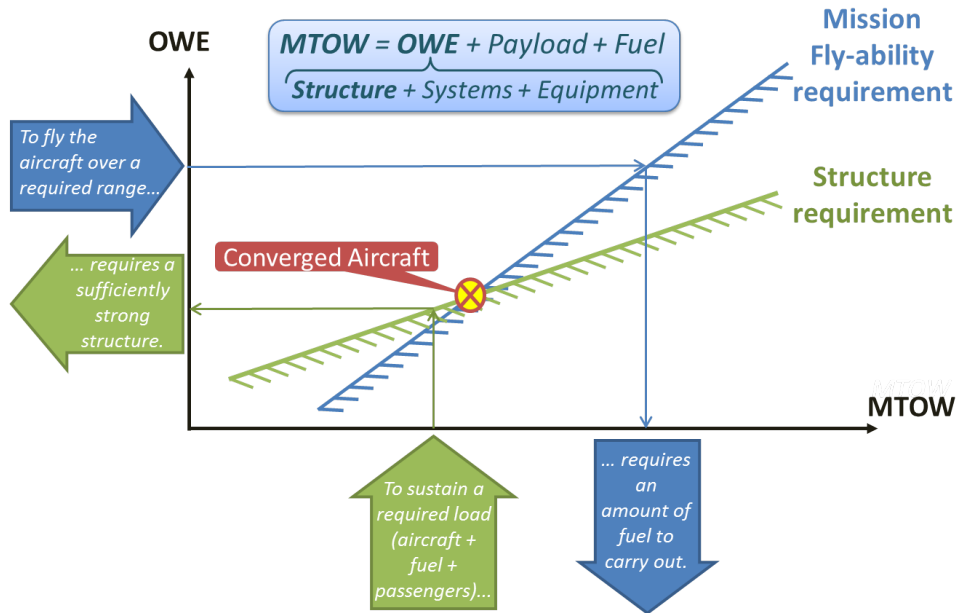 OWE
MTOW = OWE + Payload + Fuel
Structure + Systems + Equipment
Mission
Fly-ability
requirement
To fly the
aircraft over a
required range…
Structure
requirement
Converged Aircraft
… requires a
sufficiently
strong
structure.
MTOW
To sustain a
required load
(aircraft +
fuel +
passengers)…
… requires
an
amount of
fuel to
carry out.